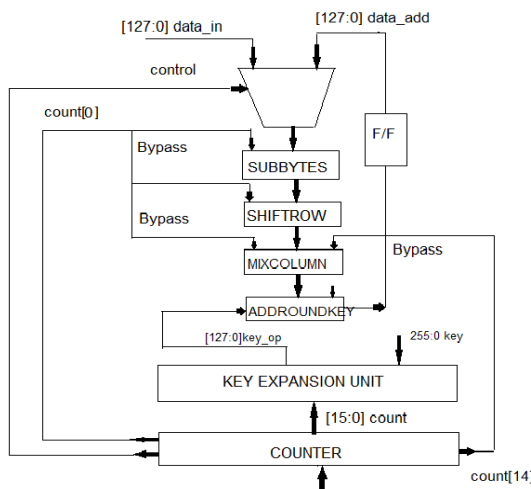 [127:0] data_in
[127:0] data_add
control
count[0]
F/F
Bypass
SUBBYTES
SHIFTROW
Bypass
Bypass
MIXCOLUMN
ADDROUNDKEY
[127:0]key_op
255:0 key
KEY EXPANSION UNIT
[15:0] count
COUNTER
count[14]